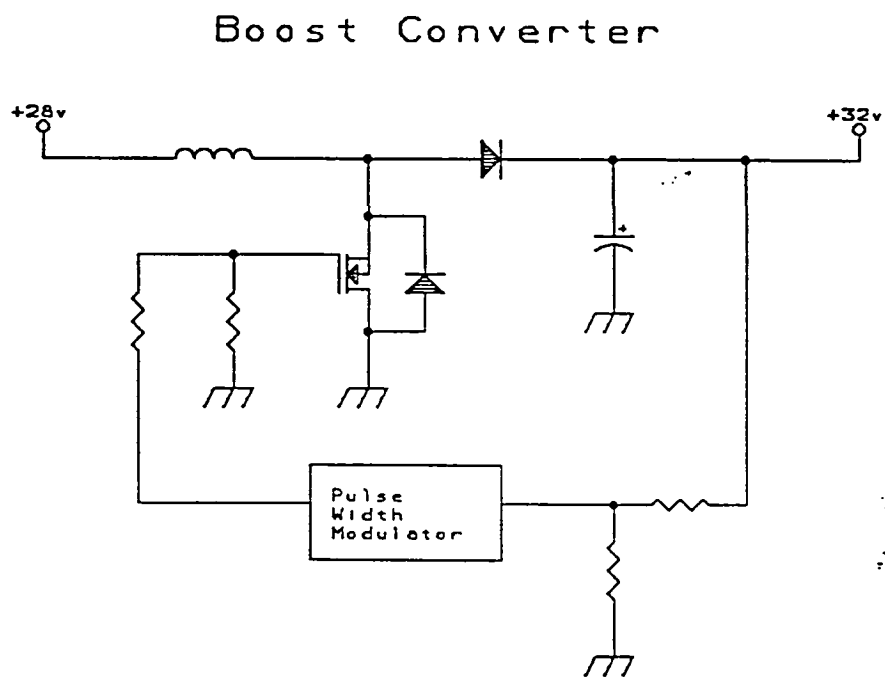 Boost Converter
+28v
+32v
+
Pulse
Width
Modulator